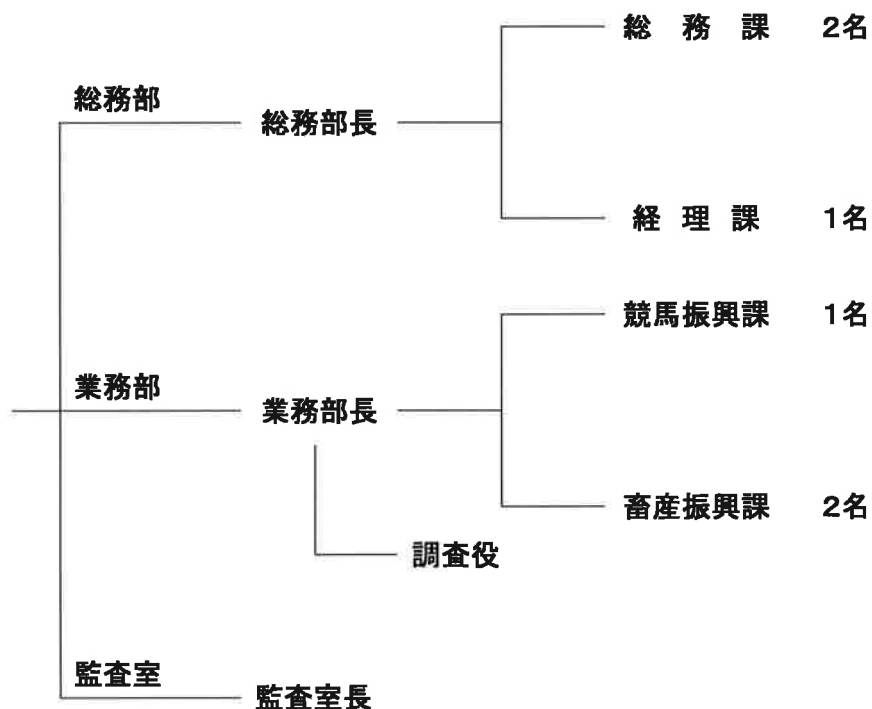 総務課 2名
総務部
総務部長
経理課 1名
競馬振興課 1名
業務部
業務部長
畜産振興課 2名
調査役
監査室
監査室長